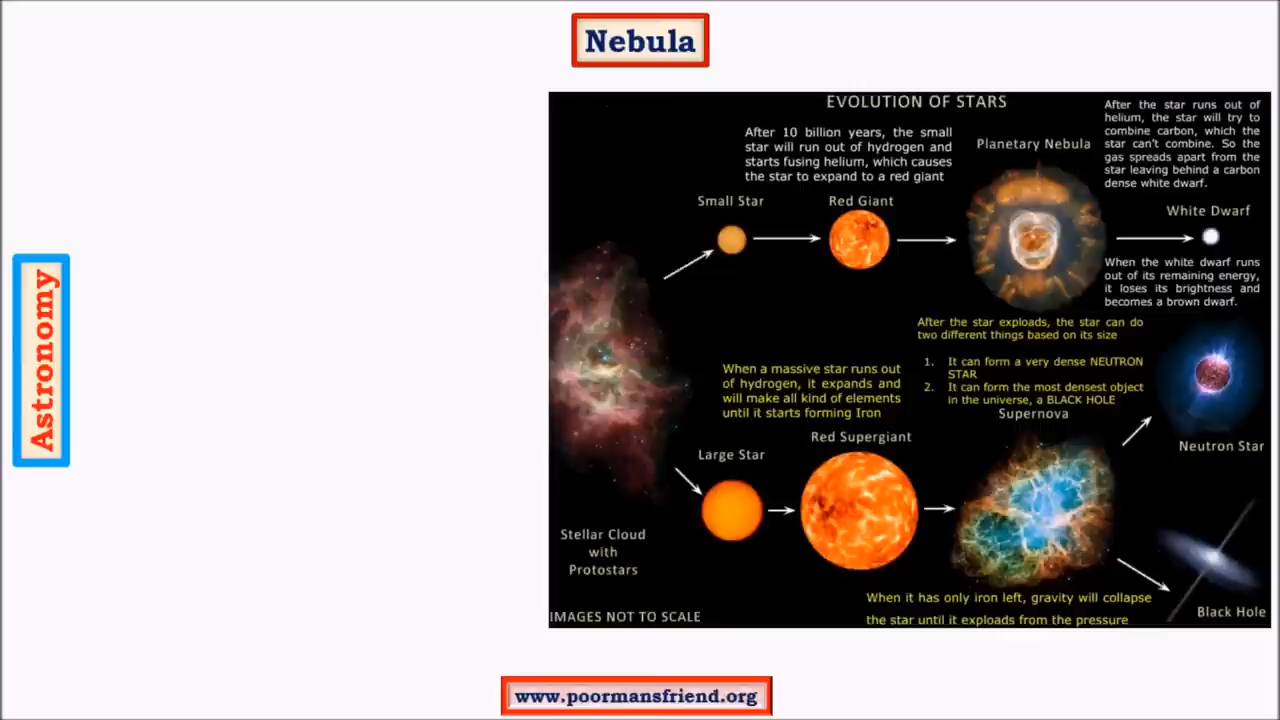 Nebula
Astronomy
EVOLUTION OF STARS
After 10 billion years, the small
star will run out of hydrogen and
starts fusing helium, which causes
the star to expand to a red giant
Planetary Nebula
After the star runs out of
helium, the star will try to
combine carbon, which the
star can't combine. So the
gas spreads apart from the
star leaving behind a carbon
dense white dwarf.
Small Star
Red Giant
White Dwarf
When the white dwarf runs
out of its remaining energy,
it loses its brightness and
becomes a brown dwarf.
After the star exploads, the star can do
two different things based on its size
1. It can form a very dense NEUTRON
STAR
2. It can form the most densest object
in the universe, a BLACK HOLE
When a massive star runs out
of hydrogen, it expands and
will make all kind of elements
until it starts forming Iron
Supernova
Red Supergiant
Large Star
Neutron Star
Stellar Cloud
with
Protostars
When it has only iron left, gravity will collapse
the star until it exploads from the pressure
Black Hole
IMAGES NOT TO SCALE
www.poormansfriend.org